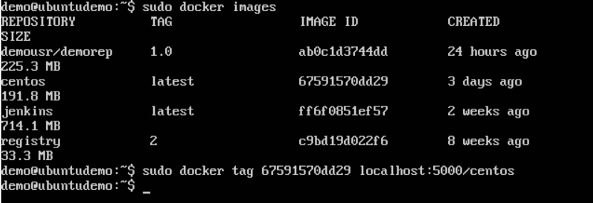 demo@ubuntudemo:~$ sudo docker images
REPOSITORY TAG IMAGE ID CREATED
SIZE
demousr/demorep 1.0 ab0c1d3744dd 24 hours ago
225.3 MB
centos latest 67591570dd29 3 days ago
191.8 MB
jenkins latest ff6f0851ef57 2 weeks ago
714.1 MB
registry 2 c9bd19d022f6 8 weeks ago
33.3 MB
demo@ubuntudemo:~$ sudo docker tag 67591570dd29 localhost:5000/centos
demo@ubuntudemo:~$ _